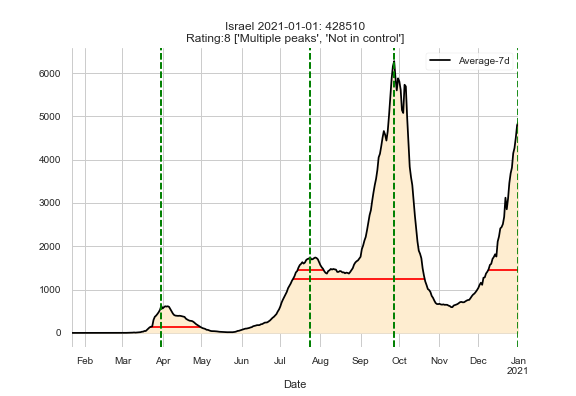 Israel 2021-01-01: 428510
Rating:8 ['Multiple peaks', 'Not in control']
Average-7d
6000
5000
4000
3000
2000
1000
0
Feb Mar Apr May Jun Jul Aug Sep Oct Nov Dec Jan
2021
Date